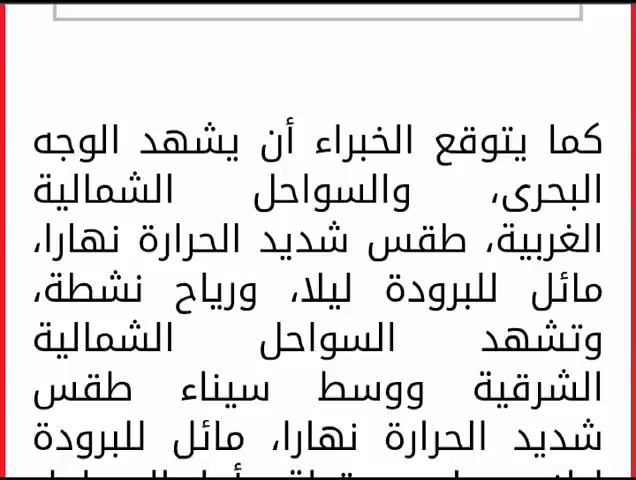 كما يتوقع الخبراء أن يشهد الوجه
البحرى، والسواحل الشمالية
الغربية، طقس شديد الحرارة نهارا،
مائل للبرودة ليلا، ورياح نشطة،
وتشهد السواحل الشمالية
الشرقية ووسط سيناء طقس
شديد الحرارة نهارا، مائل للبرودة